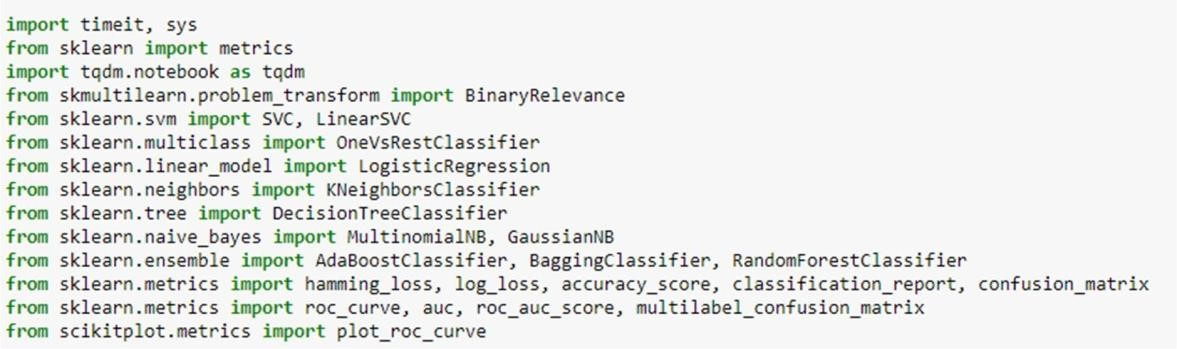 import timeit, sys
from sklearn import metrics
import tqdm.notebook as tqdm
from skmultilearn.problem_transform import BinaryRelevance
from sklearn.svm import SVC, LinearSVC
from sklearn.multiclass import OneVsRestClassifier
from sklearn.linear_model import LogisticRegression
from sklearn.neighbors import KNeighborsClassifier
from sklearn.tree import DecisionTreeClassifier
from sklearn.naive_bayes import MultinomialNB, GaussianNB
from sklearn.ensemble import AdaBoostClassifier, BaggingClassifier, RandomForestClassifier
from sklearn.metrics import hamming_loss, log_loss, accuracy_score, classification_report, confusion_matrix
from sklearn.metrics import roc_curve, auc, roc_auc_score, multilabel_confusion_matrix
from scikitplot.metrics import plot_roc_curve